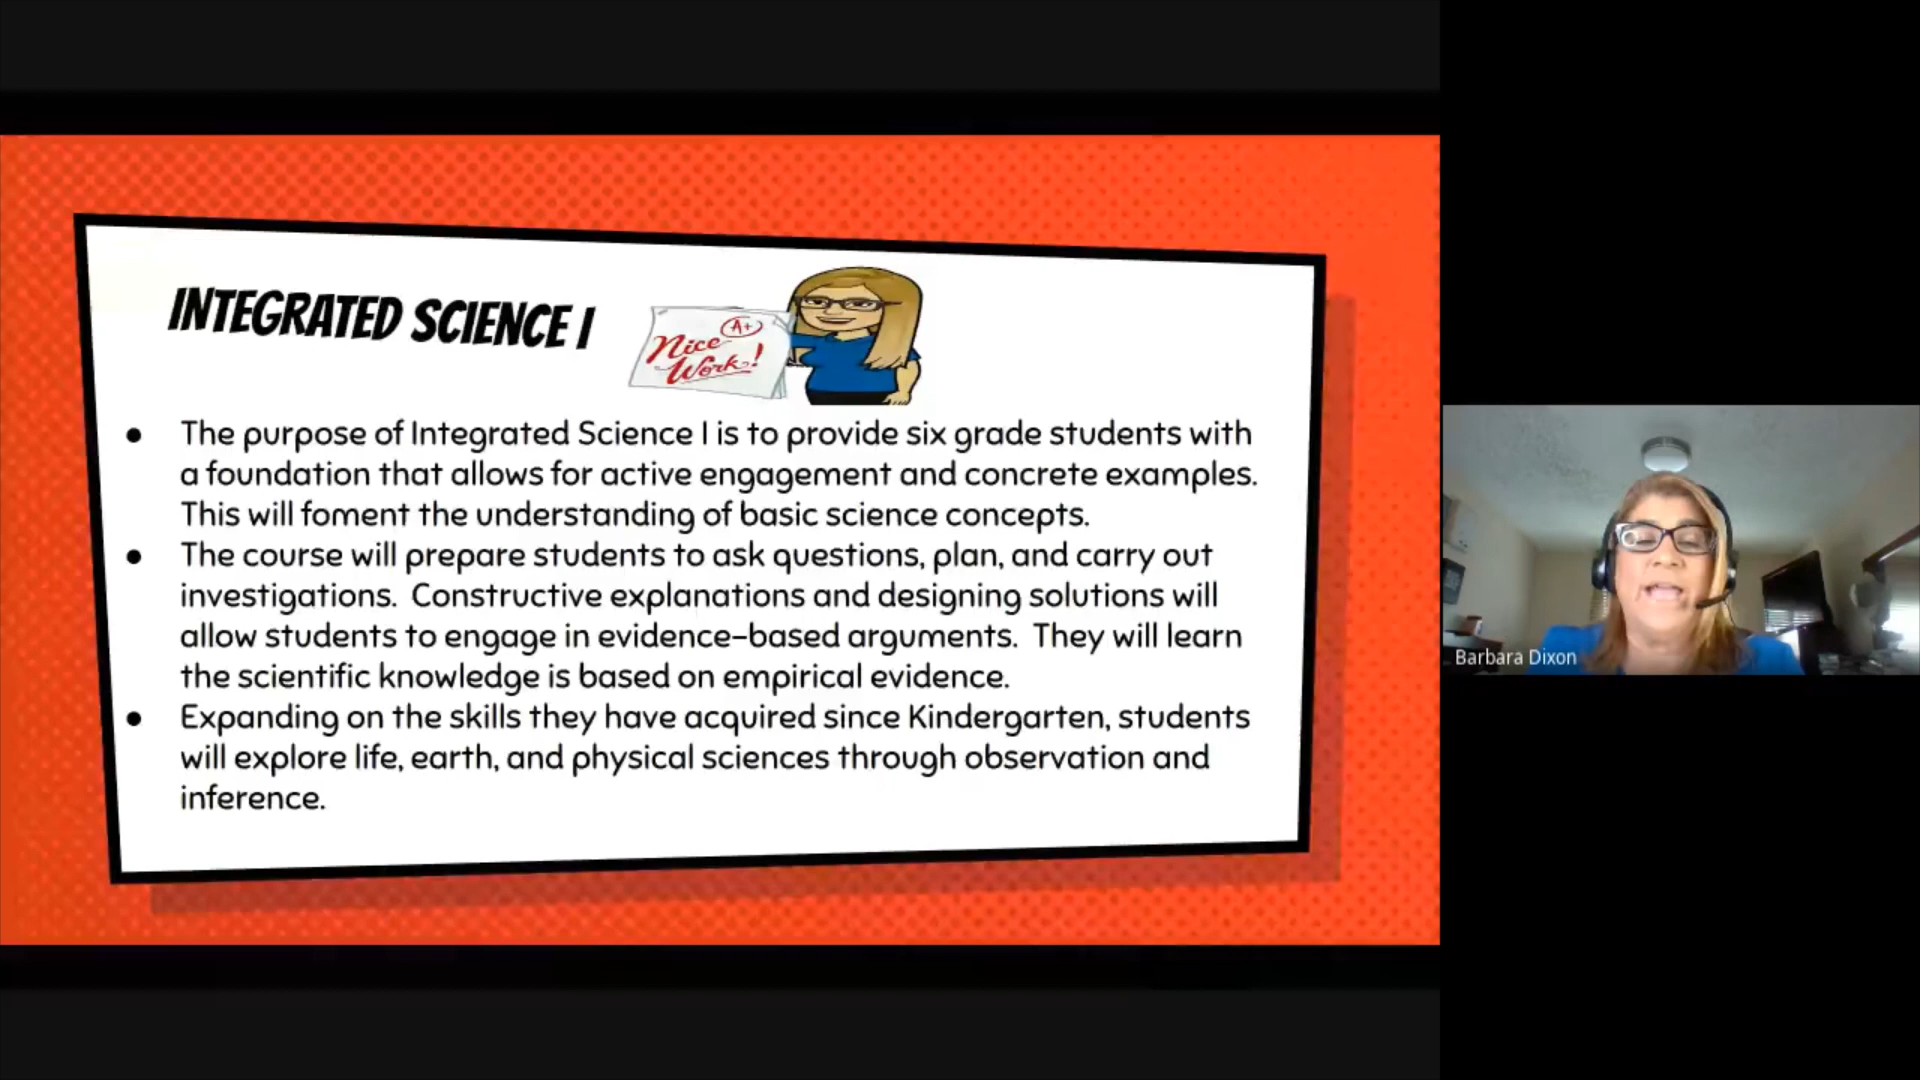 INTEGRATED SCIENCE I
A+
Nice
Work!
● The purpose of Integrated Science I is to provide six grade students with
a foundation that allows for active engagement and concrete examples.
This will foment the understanding of basic science concepts.
● The course will prepare students to ask questions, plan, and carry out
investigations. Constructive explanations and designing solutions will
allow students to engage in evidence-based arguments. They will learn
the scientific knowledge is based on empirical evidence.
● Expanding on the skills they have acquired since Kindergarten, students
will explore life, earth, and physical sciences through observation and
inference.
Barbara Dixon